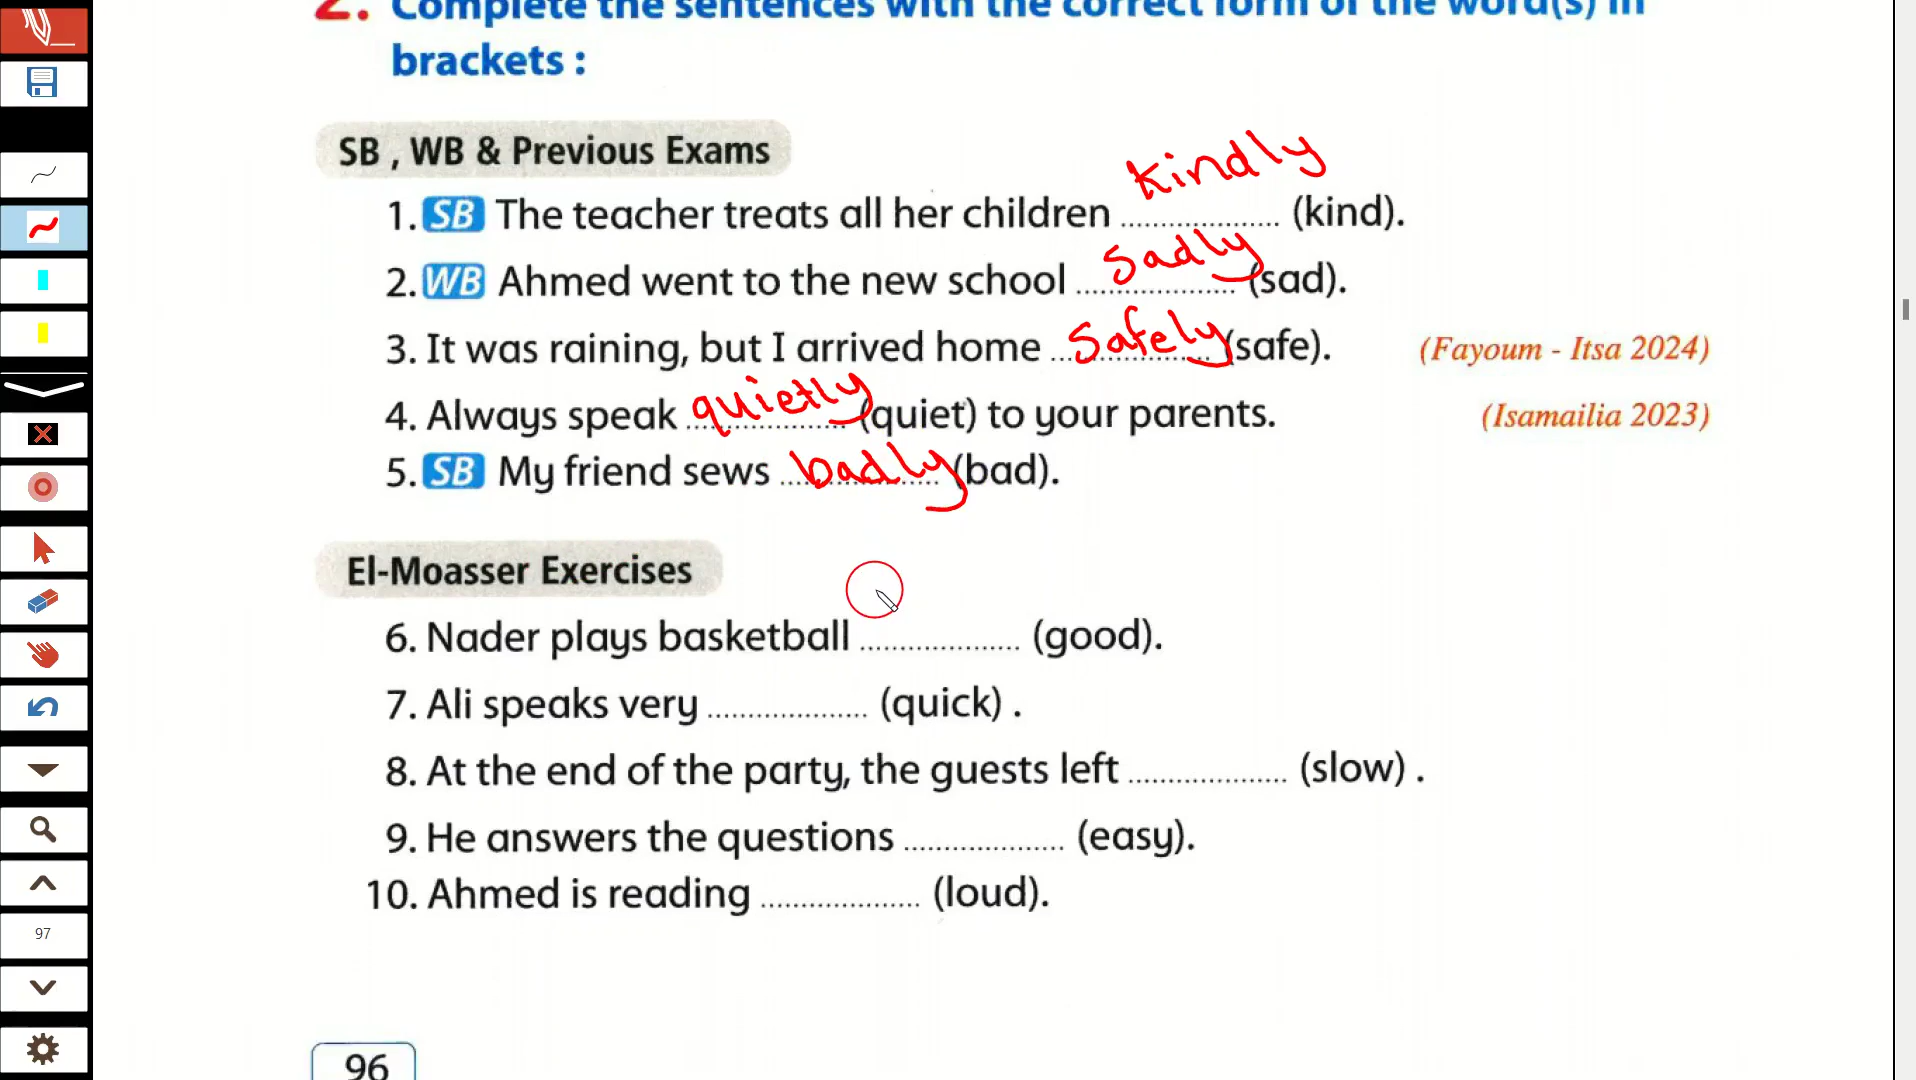 2. Complete the sentences with the correct form of the word(s) in
brackets :
SB , WB & Previous Exams
kindly
1. SB The teacher treats all her children .................... (kind).
sadly
2. WB Ahmed went to the new school .................... (sad).
3. It was raining, but I arrived home .................... safely (safe). (Fayoum - Itsa 2024)
4. Always speak .................... quietly (quiet) to your parents. (Isamailia 2023)
5. SB My friend sews .................... badly (bad).
El-Moasser Exercises
6. Nader plays basketball .................... (good).
7. Ali speaks very .................... (quick) .
8. At the end of the party, the guests left .................... (slow) .
9. He answers the questions .................... (easy).
10. Ahmed is reading .................... (loud).
97
96